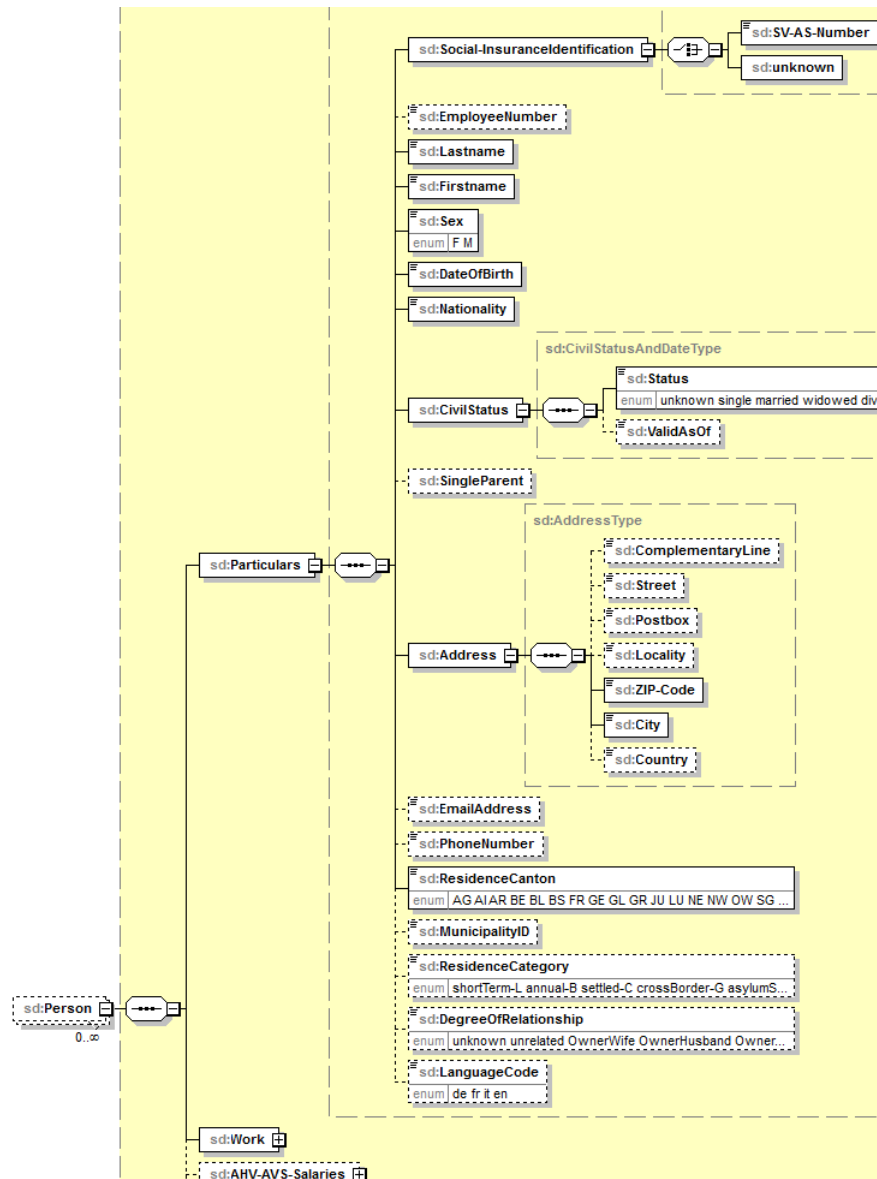 sd:Social-InsuranceIdentification
sd:SV-AS-Number
sd:unknown
sd:EmployeeNumber
sd:Lastname
sd:Firstname
sd:Sex
enum F M
sd:DateOfBirth
sd:Nationality
sd:CivilStatusAndDateType
sd:Status
enum unknown single married widowed div
sd:CivilStatus
sd:ValidAsOf
sd:SingleParent
sd:AddressType
sd:ComplementaryLine
sd:Particulars
sd:Street
sd:Postbox
sd:Address
sd:Locality
sd:ZIP-Code
sd:City
sd:Country
sd:EmailAddress
sd:PhoneNumber
sd:ResidenceCanton
enum AG AI AR BE BL BS FR GE GL GR JU LU NE NW OW SG ...
sd:MunicipalityID
sd:ResidenceCategory
enum shortTerm-L annual-B settled-C crossBorder-G asylumS...
sd:Person
0..∞
sd:DegreeOfRelationship
enum unknown unrelated OwnerWife OwnerHusband Owner...
sd:LanguageCode
enum de fr it en
sd:Work
sd:AHV-AVS-Salaries